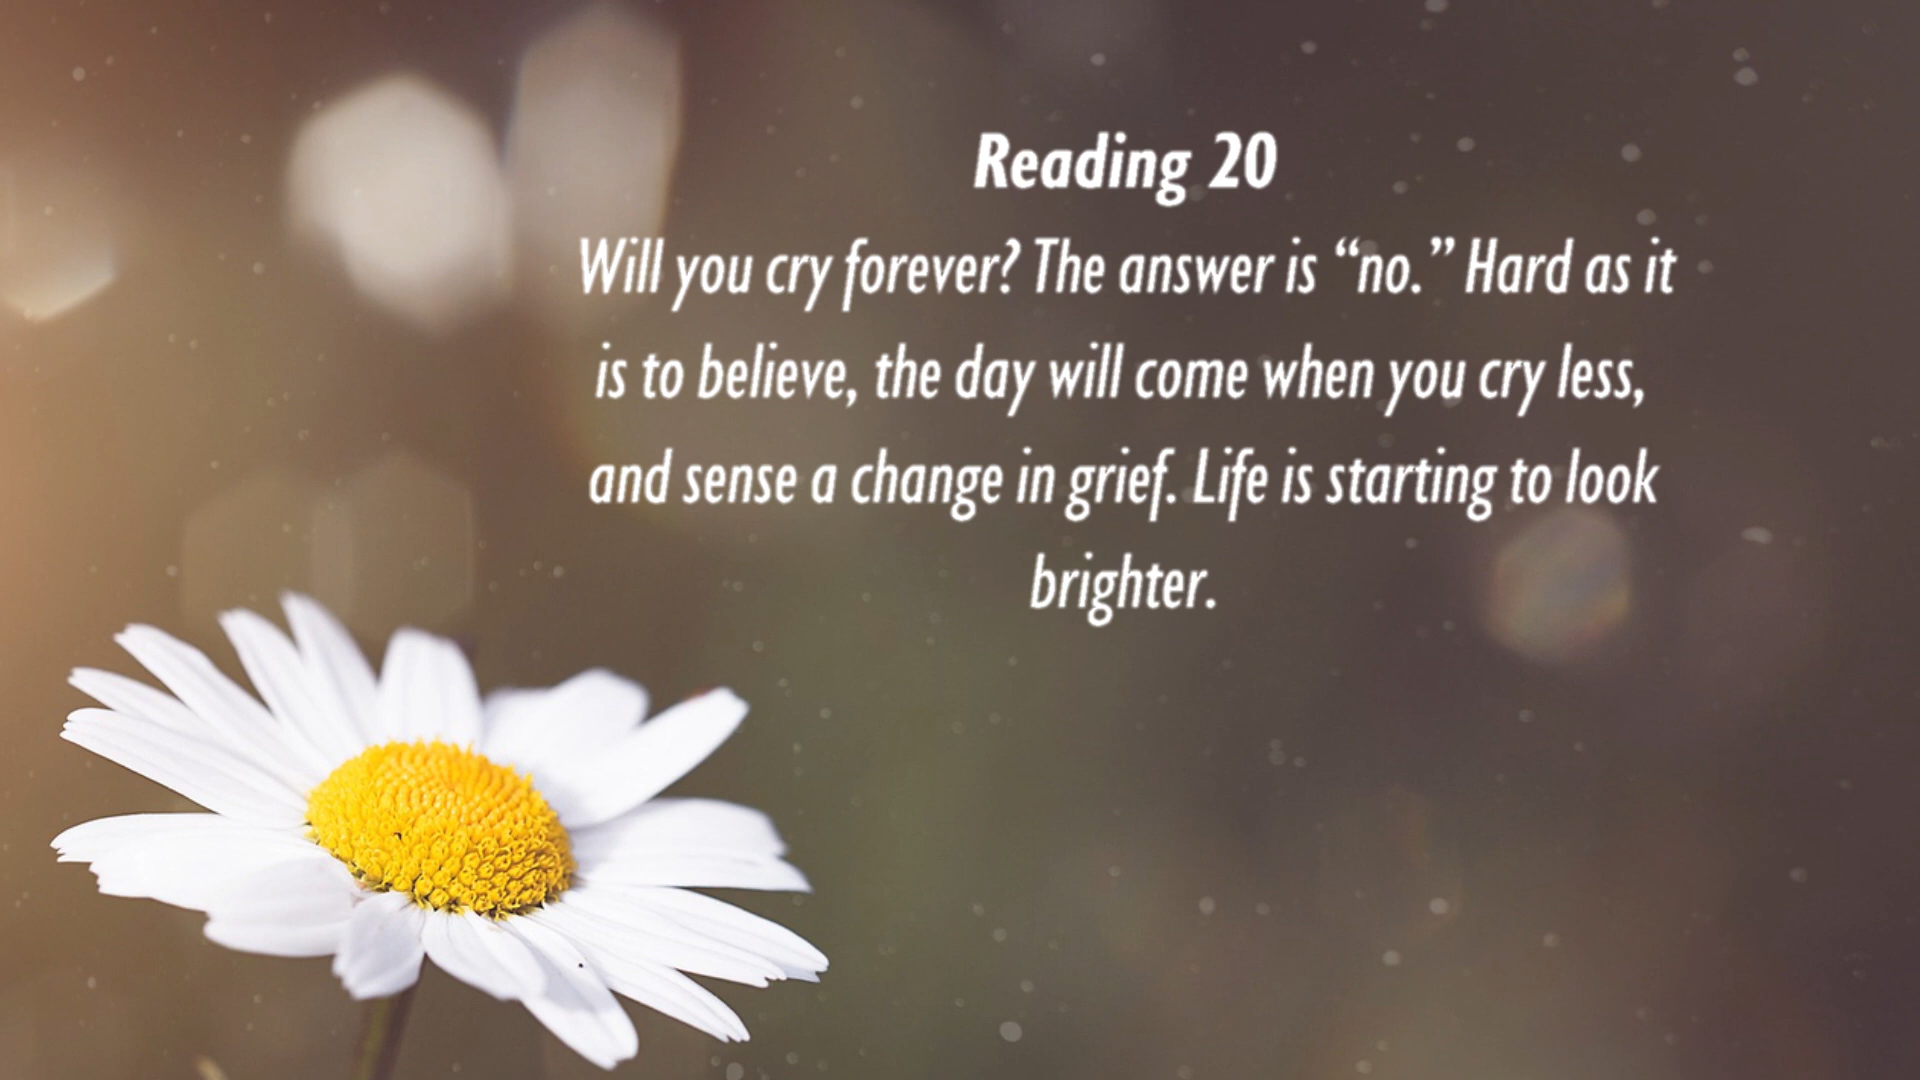 Reading 20
Will you cry forever? The answer is “no.” Hard as it
is to believe, the day will come when you cry less,
and sense a change in grief. Life is starting to look
brighter.